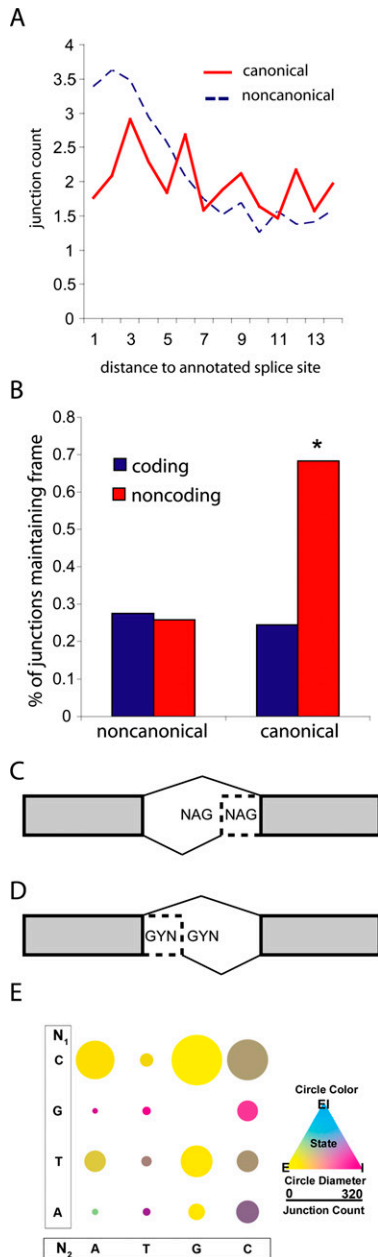 A
4
3.5
3
2.5
2
1.5
1
0.5
0
junction count
canonical
noncanonical
1 3 5 7 9 11 13
distance to annotated splice site
B
0.8
0.7
0.6
0.5
0.4
0.3
0.2
0.1
0
% of junctions maintaining frame
coding
noncoding
*
noncanonical canonical
C
NAG NAG
D
GYN GYN
E
N1
C
G
T
A
N2 A T G C
Circle Color
EI
State
E I
Circle Diameter
0 320
Junction Count